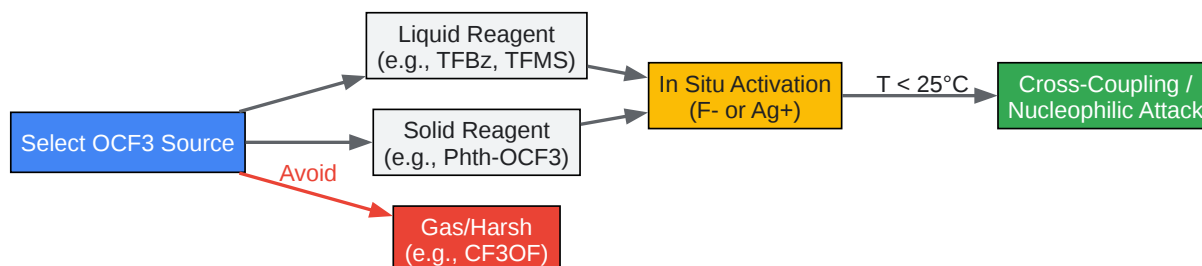 Select OCF3 Source
Liquid Reagent
(e.g., TFBz, TFMS)
Solid Reagent
(e.g., Phth-OCF3)
Avoid
Gas/Harsh
(e.g., CF3OF)
In Situ Activation
(F- or Ag+)
T < 25°C
Cross-Coupling /
Nucleophilic Attack